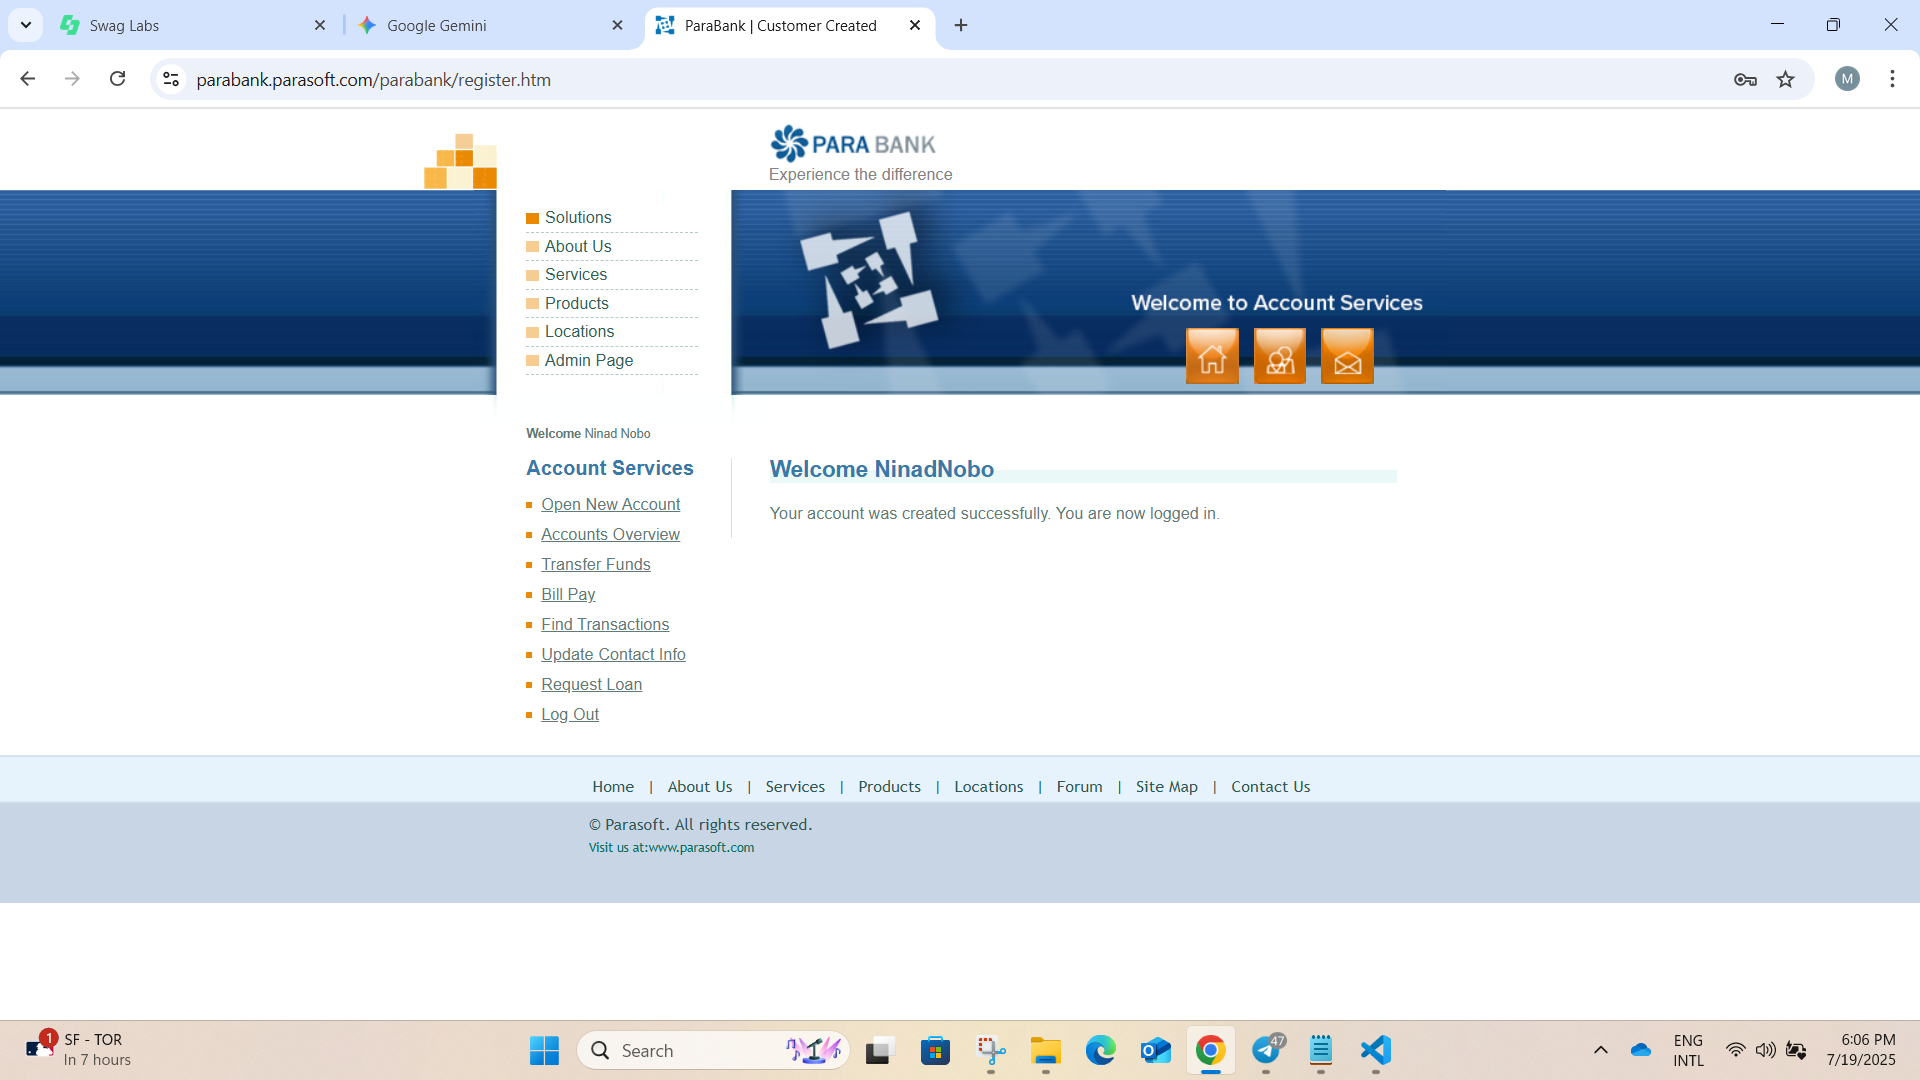 Swag Labs
Google Gemini
ParaBank | Customer Created
parabank.parasoft.com/parabank/register.htm
M
PARA BANK
Experience the difference
Solutions
About Us
Services
Products
Locations
Admin Page
Welcome to Account Services
Welcome Ninad Nobo
Account Services
Open New Account
Accounts Overview
Transfer Funds
Bill Pay
Find Transactions
Update Contact Info
Request Loan
Log Out
Welcome NinadNobo
Your account was created successfully. You are now logged in.
Home | About Us | Services | Products | Locations | Forum | Site Map | Contact Us
© Parasoft. All rights reserved.
Visit us at:www.parasoft.com
1
SF - TOR
In 7 hours
Search
47
ENG
INTL
6:06 PM
7/19/2025